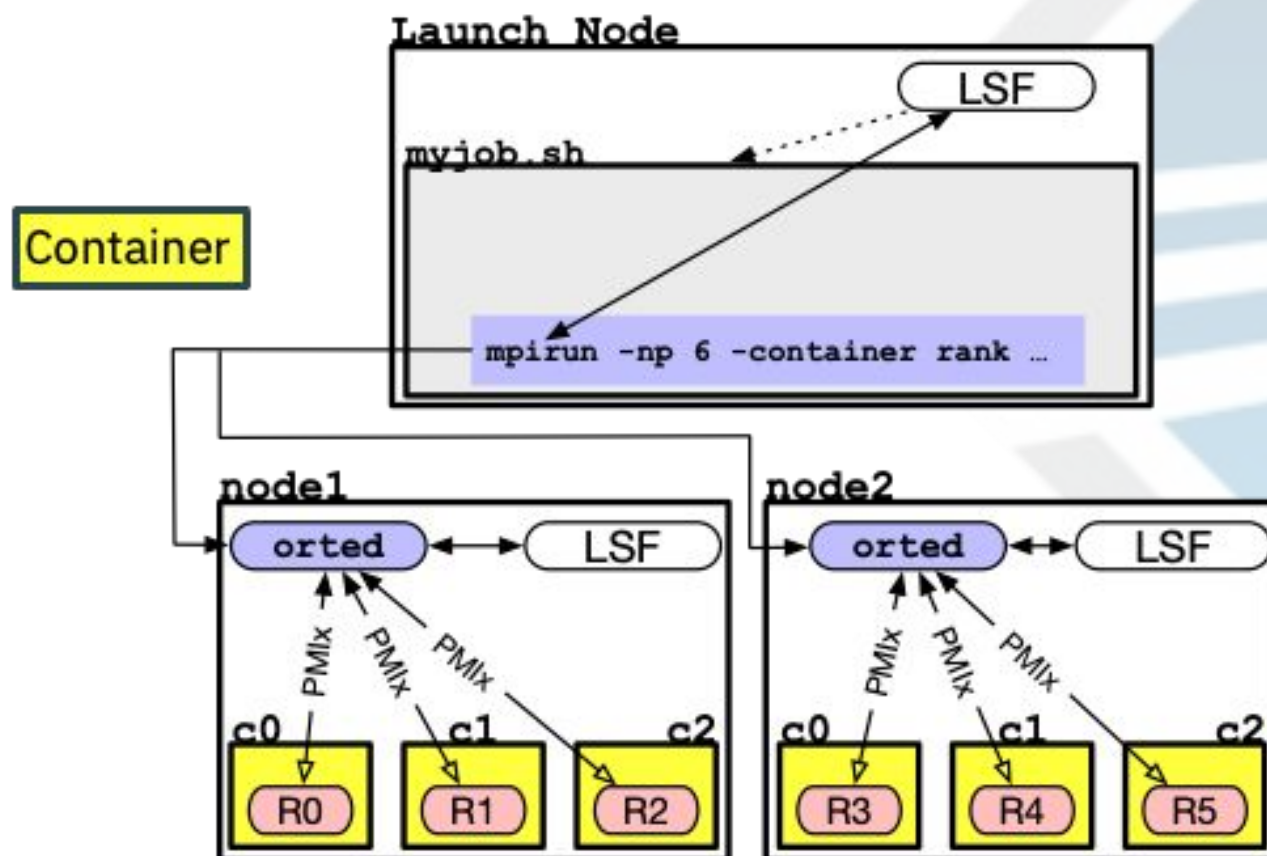 Launch Node
LSF
myjob.sh
Container
mpirun -np 6 -container rank …
node1
node2
orted
LSF
orted
LSF
PMIx
PMIx
PMIx
PMIx
PMIx
PMIx
c0
c1
c2
c0
c1
c2
R0
R1
R2
R3
R4
R5